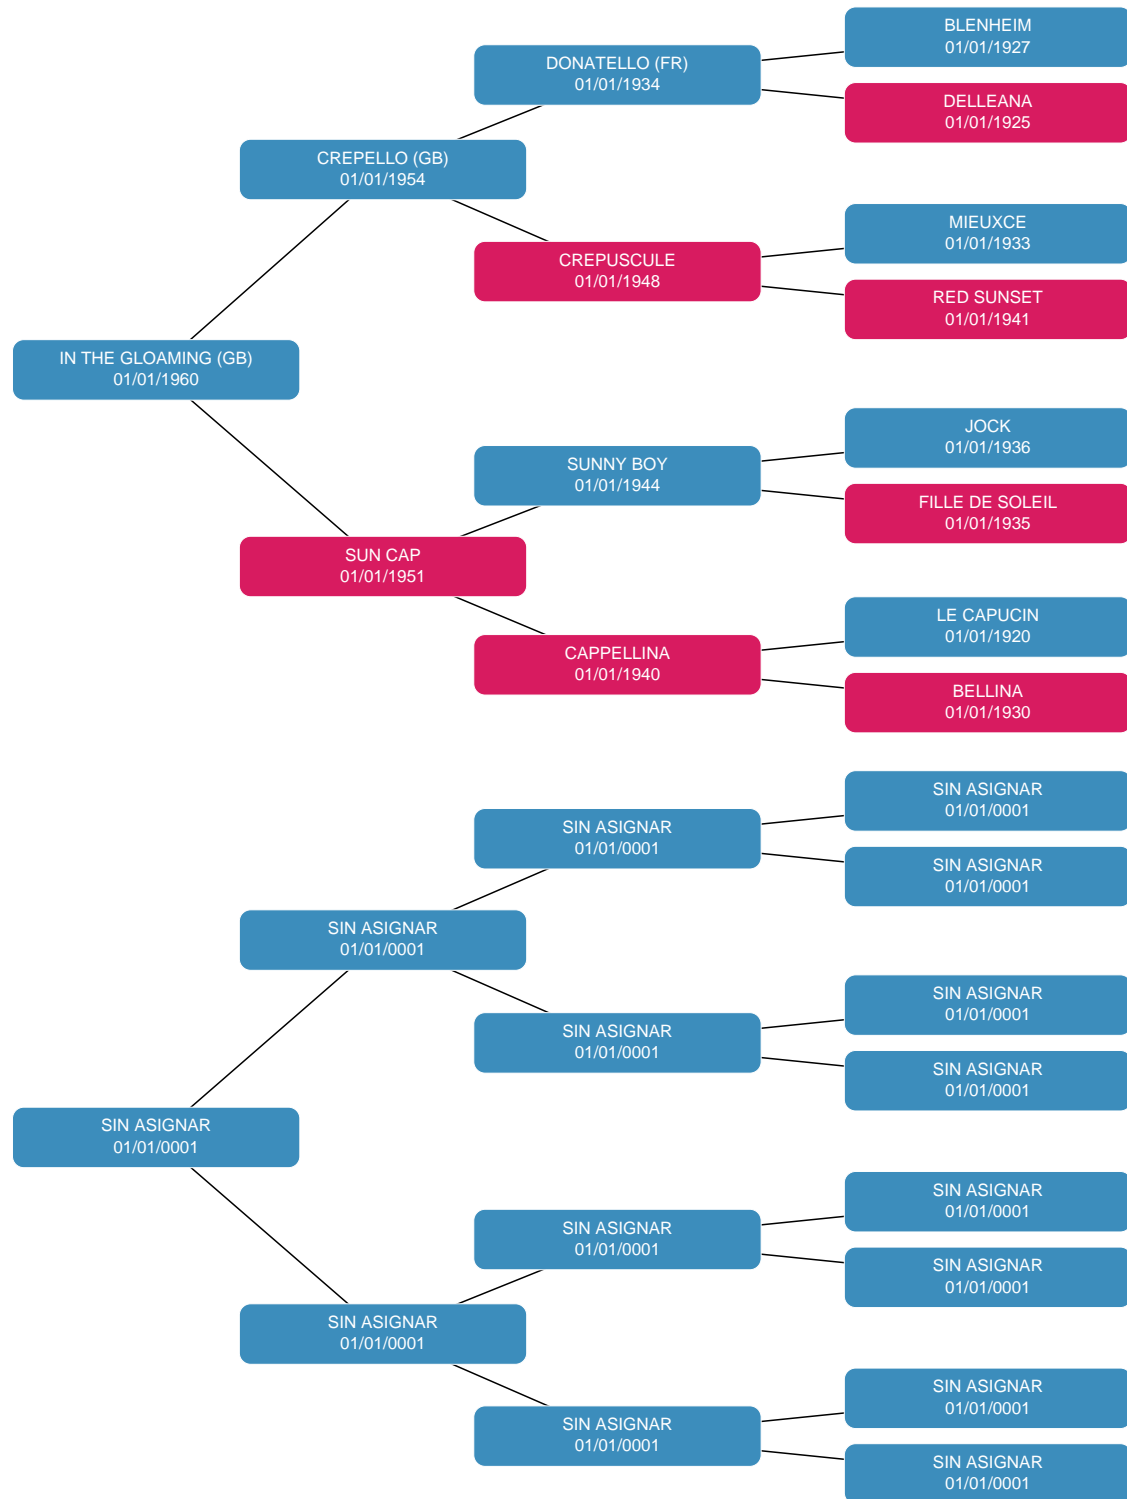 BLENHEIM
01/01/1927
DONATELLO (FR)
01/01/1934
DELLEANA
01/01/1925
CREPELLO (GB)
01/01/1954
MIEUXCE
01/01/1933
CREPUSCULE
01/01/1948
RED SUNSET
01/01/1941
IN THE GLOAMING (GB)
01/01/1960
JOCK
01/01/1936
SUNNY BOY
01/01/1944
FILLE DE SOLEIL
01/01/1935
SUN CAP
01/01/1951
LE CAPUCIN
01/01/1920
CAPPELLINA
01/01/1940
BELLINA
01/01/1930
SIN ASIGNAR
01/01/0001
SIN ASIGNAR
01/01/0001
SIN ASIGNAR
01/01/0001
SIN ASIGNAR
01/01/0001
SIN ASIGNAR
01/01/0001
SIN ASIGNAR
01/01/0001
SIN ASIGNAR
01/01/0001
SIN ASIGNAR
01/01/0001
SIN ASIGNAR
01/01/0001
SIN ASIGNAR
01/01/0001
SIN ASIGNAR
01/01/0001
SIN ASIGNAR
01/01/0001
SIN ASIGNAR
01/01/0001
SIN ASIGNAR
01/01/0001
SIN ASIGNAR
01/01/0001